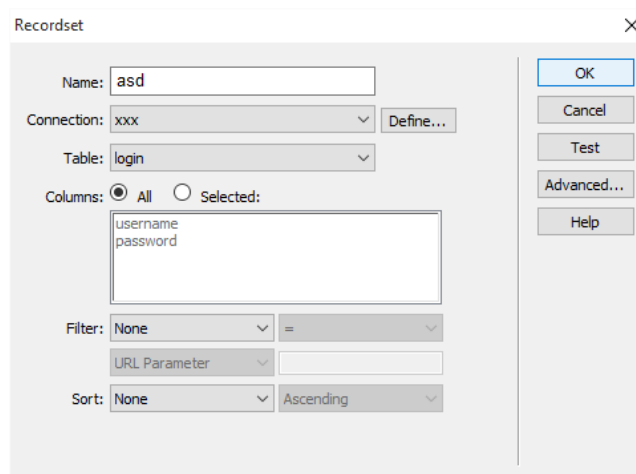 Recordset
Name: asd
OK
Connection: xxx Define...
Cancel
Table: login
Test
Columns: All Selected:
Advanced...
username
Help
password
Filter: None =
URL Parameter
Sort: None Ascending